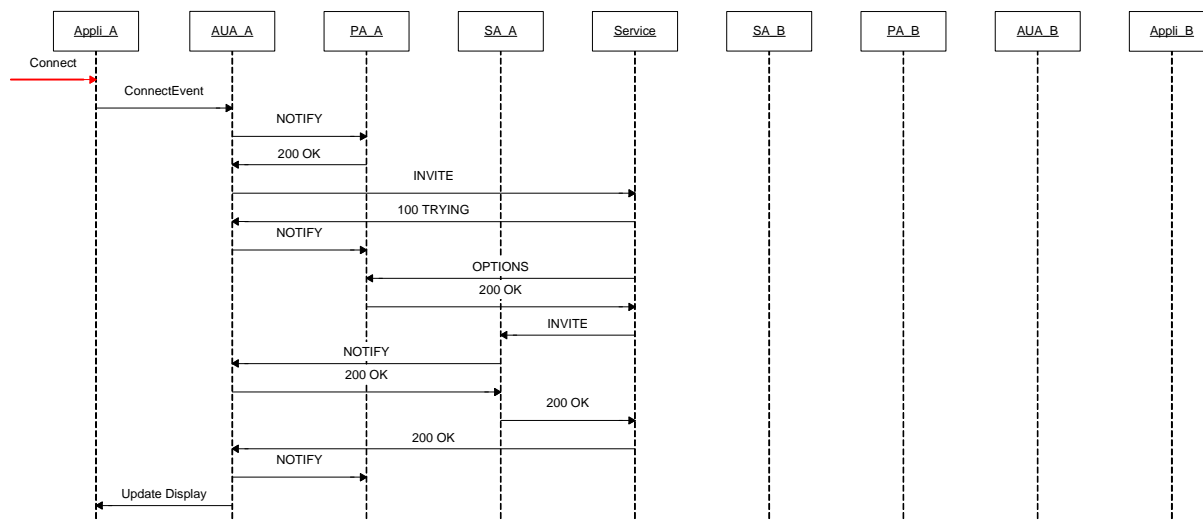 Appli_A AUA_A PA_A SA_A Service SA_B PA_B AUA_B Appli_B
Connect
ConnectEvent
NOTIFY
200 OK
INVITE
100 TRYING
NOTIFY
OPTIONS
200 OK
INVITE
NOTIFY
200 OK
200 OK
200 OK
NOTIFY
Update Display